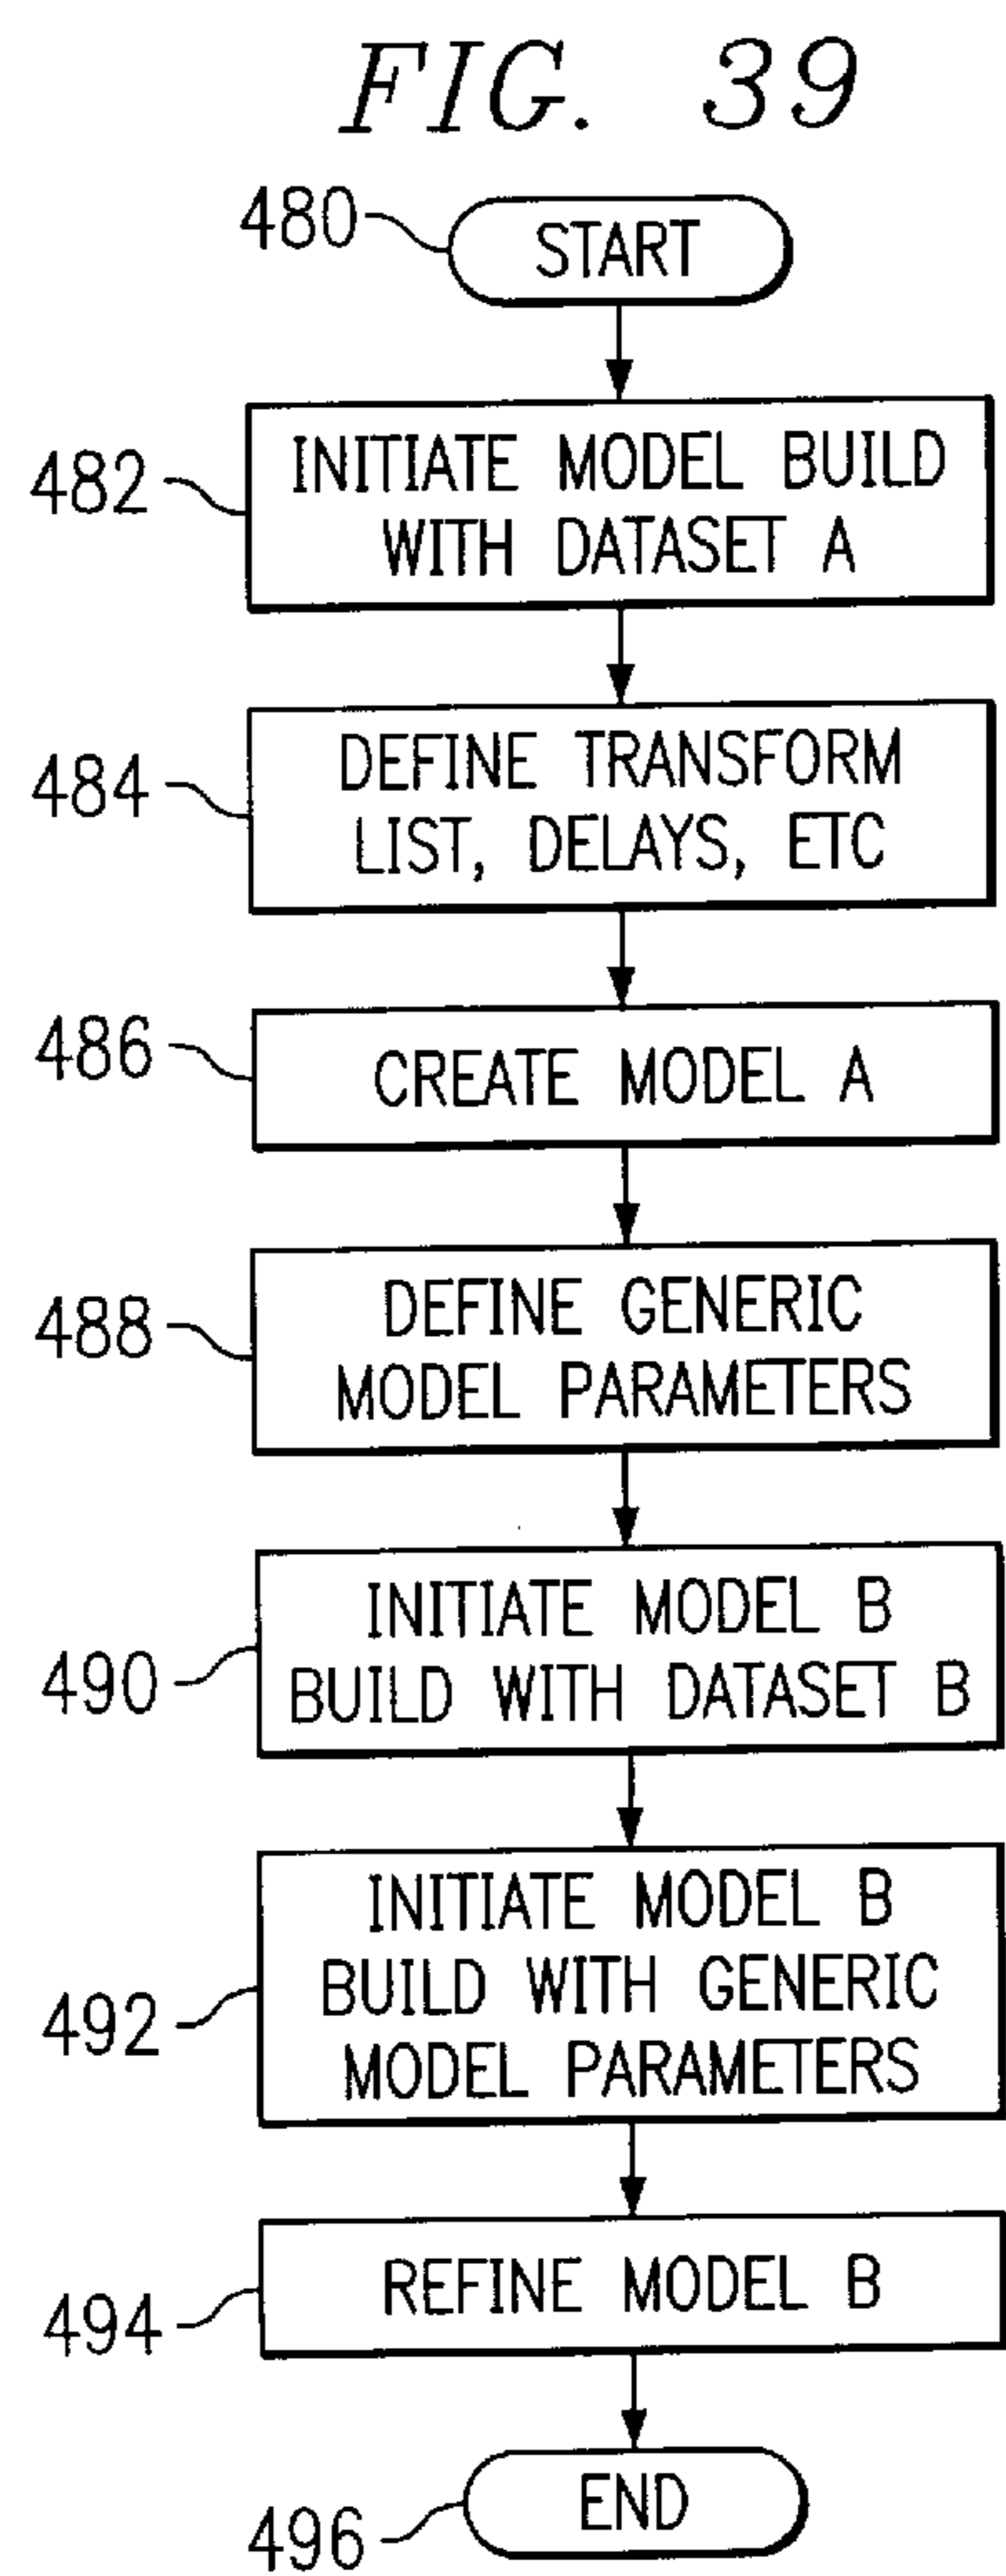 FIG. 39
480
START
482
INITIATE MODEL BUILD
WITH DATASET A
484
DEFINE TRANSFORM
LIST, DELAYS, ETC
486
CREATE MODEL A
488
DEFINE GENERIC
MODEL PARAMETERS
490
INITIATE MODEL B
BUILD WITH DATASET B
492
INITIATE MODEL B
BUILD WITH GENERIC
MODEL PARAMETERS
494
REFINE MODEL B
496
END